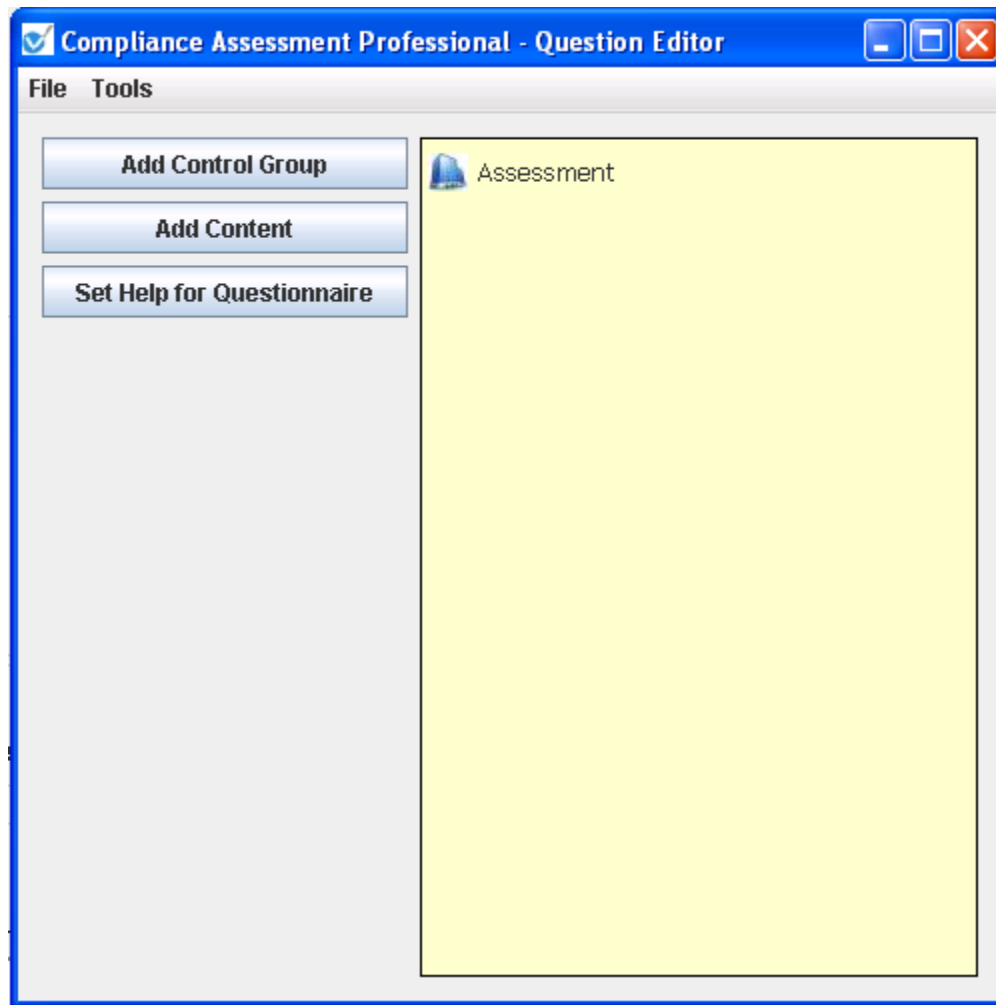 Compliance Assessment Professional - Question Editor
File Tools
Add Control Group
Add Content
Set Help for Questionnaire
Assessment